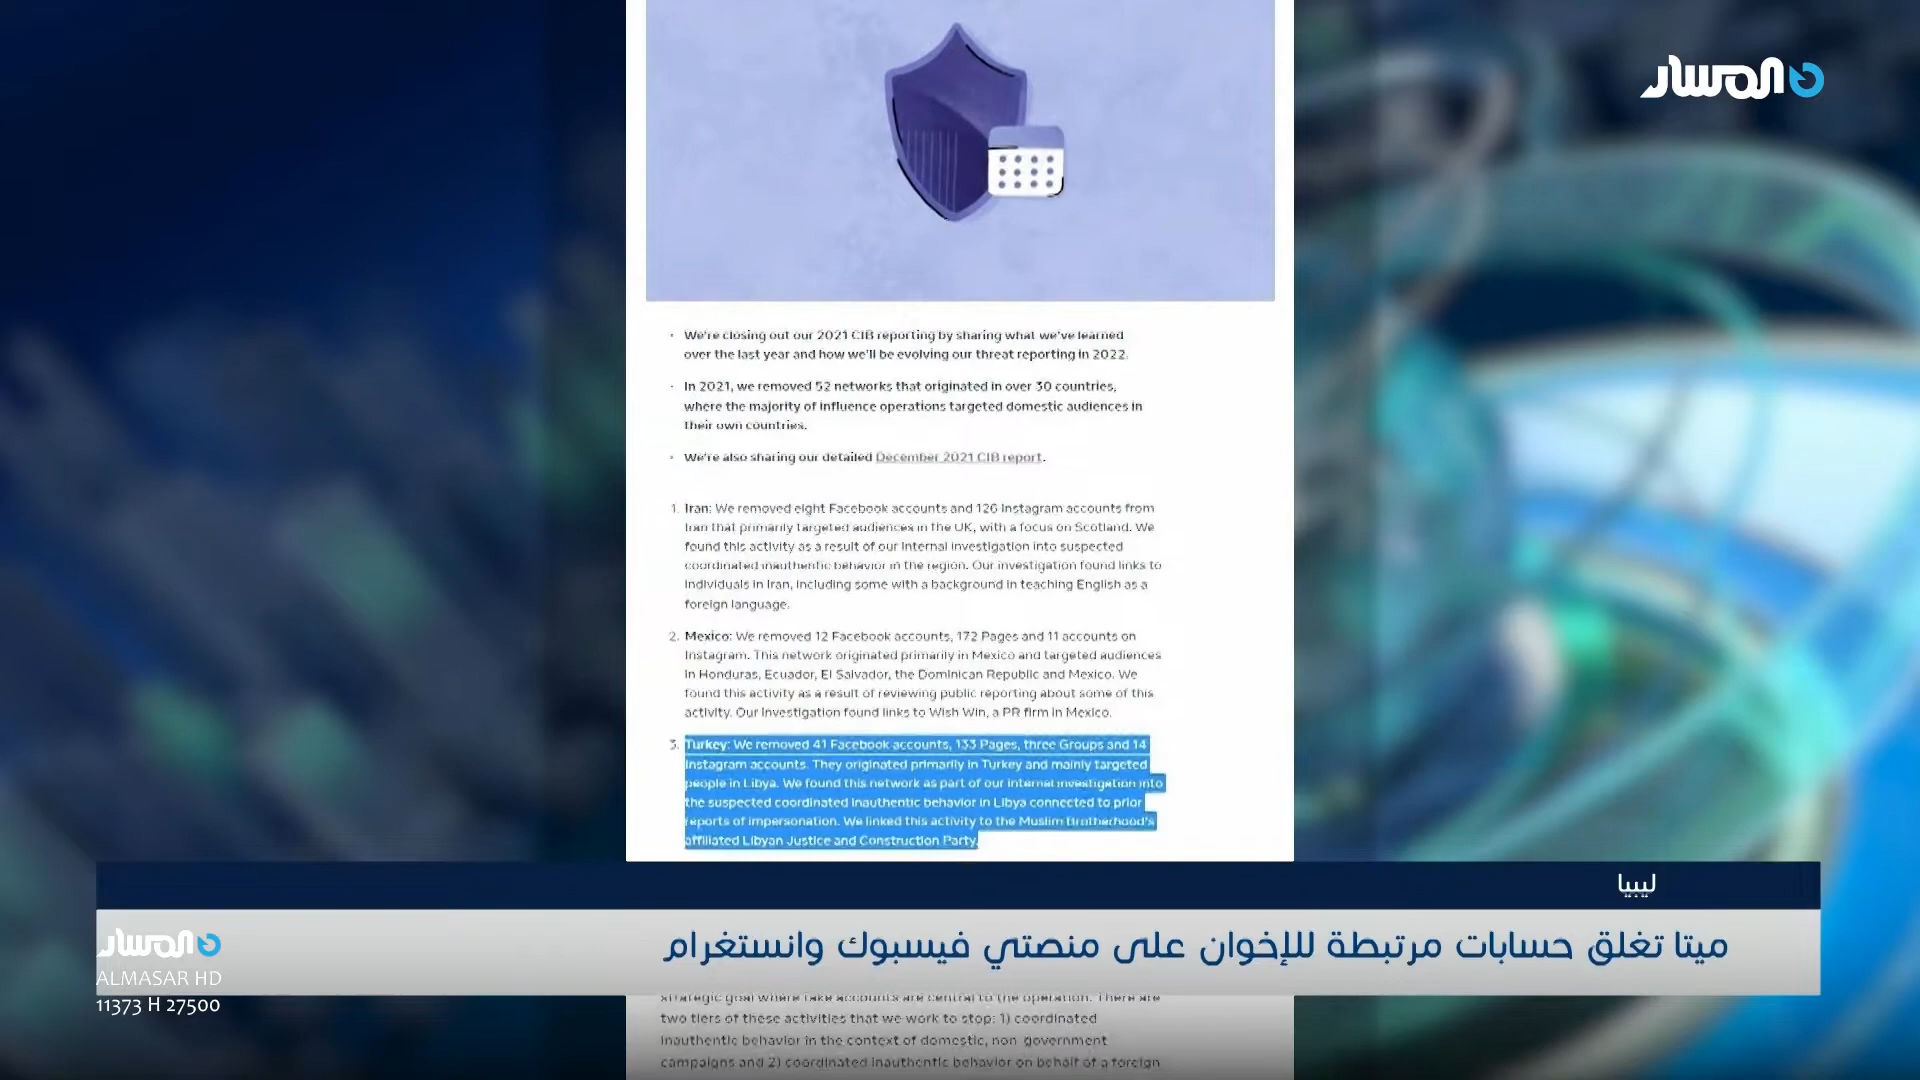 المسار
We're closing out our 2021 CIB reporting by sharing what we've learned
over the last year and how we'll be evolving our threat reporting in 2022.
In 2021, we removed 52 networks that originated in over 30 countries,
where the majority of influence operations targeted domestic audiences in
their own countries.
We're also sharing our detailed December 2021 CIB report.
1. Iran: We removed eight Facebook accounts and 126 Instagram accounts from
Iran that primarily targeted audiences in the UK, with a focus on Scotland. We
found this activity as a result of our internal investigation into suspected
coordinated inauthentic behavior in the region. Our investigation found links to
individuals in Iran, including some with a background in teaching English as a
foreign language.
2. Mexico: We removed 12 Facebook accounts, 172 Pages and 11 accounts on
Instagram. This network originated primarily in Mexico and targeted audiences
in Honduras, Ecuador, El Salvador, the Dominican Republic and Mexico. We
found this activity as a result of reviewing public reporting about some of this
activity. Our investigation found links to Wish Win, a PR firm in Mexico.
3. Turkey: We removed 41 Facebook accounts, 133 Pages, three Groups and 14
Instagram accounts. They originated primarily in Turkey and mainly targeted
people in Libya. We found this network as part of our internal investigation into
the suspected coordinated inauthentic behavior in Libya connected to prior
reports of impersonation. We linked this activity to the Muslim Brotherhood's
affiliated Libyan Justice and Construction Party.
ليبيا
ميتا تغلق حسابات مرتبطة للإخوان على منصتي فيسبوك وانستغرام
المسار
ALMASAR HD
11373 H 27500
strategic goal where fake accounts are central to the operation. There are
two tiers of these activities that we work to stop: 1) coordinated
inauthentic behavior in the context of domestic, non-government
campaigns and 2) coordinated inauthentic behavior on behalf of a foreign